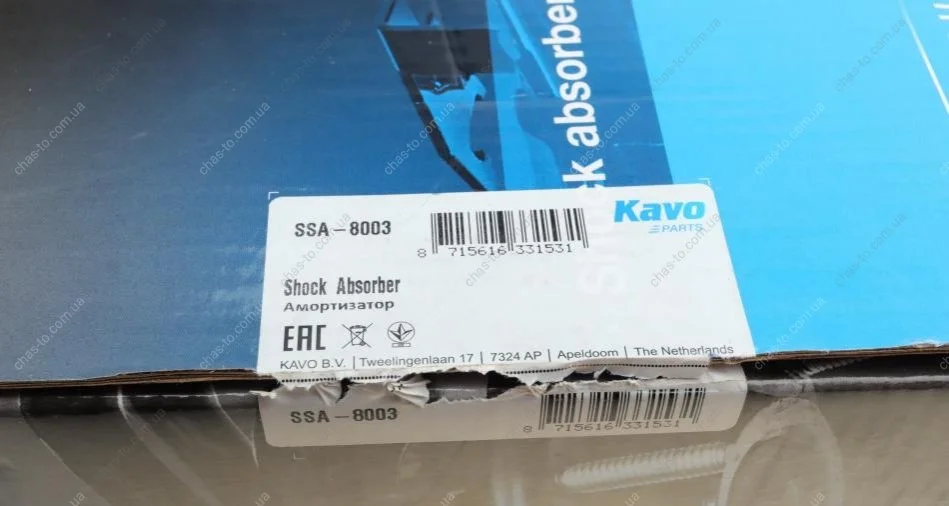 Shock absorber
SSA-8003
8 715616 331531
Kavo
PARTS
Shock Absorber
Амортизатор
EAC
KAVO B.V. | Tweelingenlaan 17 | 7324 AP | Apeldoorn | The Netherlands
SSA-8003
8 715616 331531
chas-to.com.ua